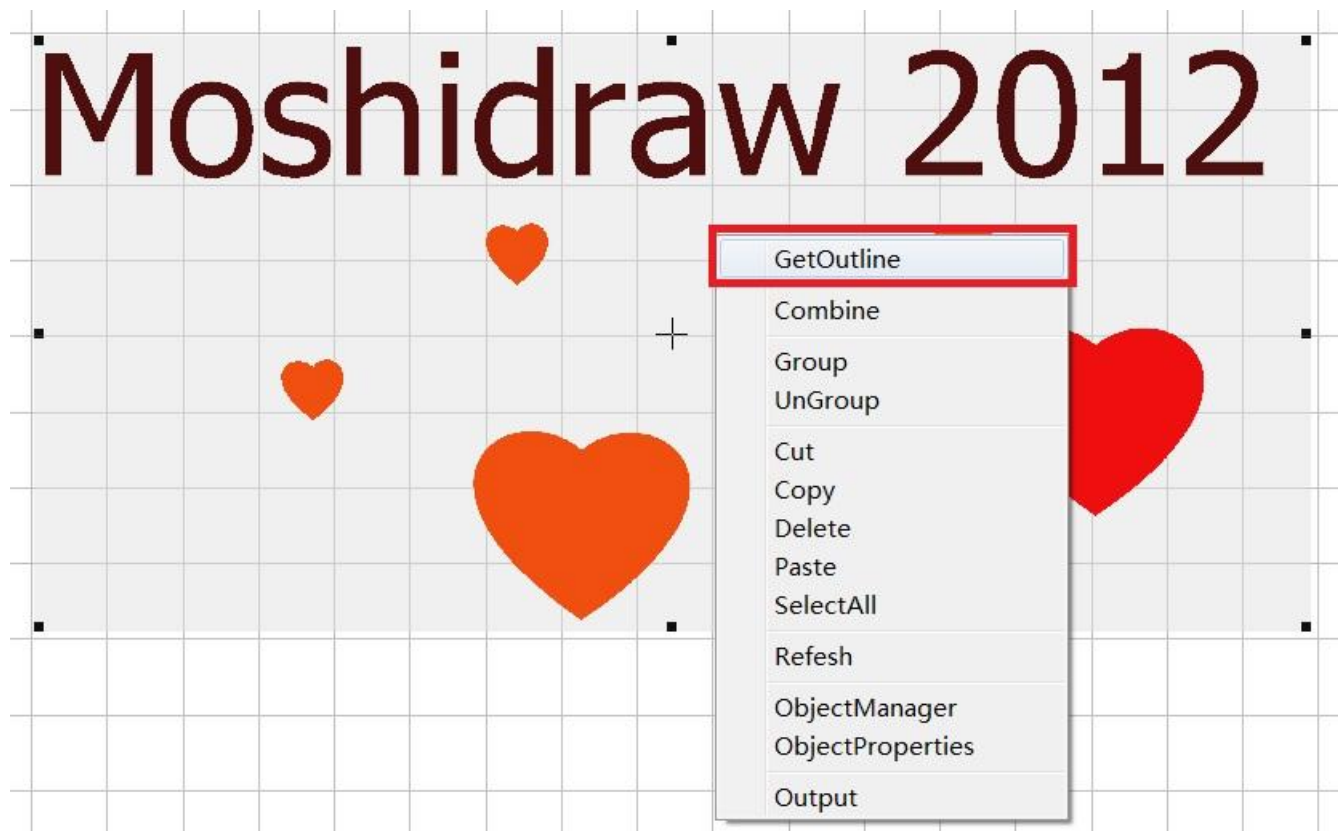 Moshidraw 2012
GetOutline
Combine
Group
UnGroup
Cut
Copy
Delete
Paste
SelectAll
Refesh
ObjectManager
ObjectProperties
Output